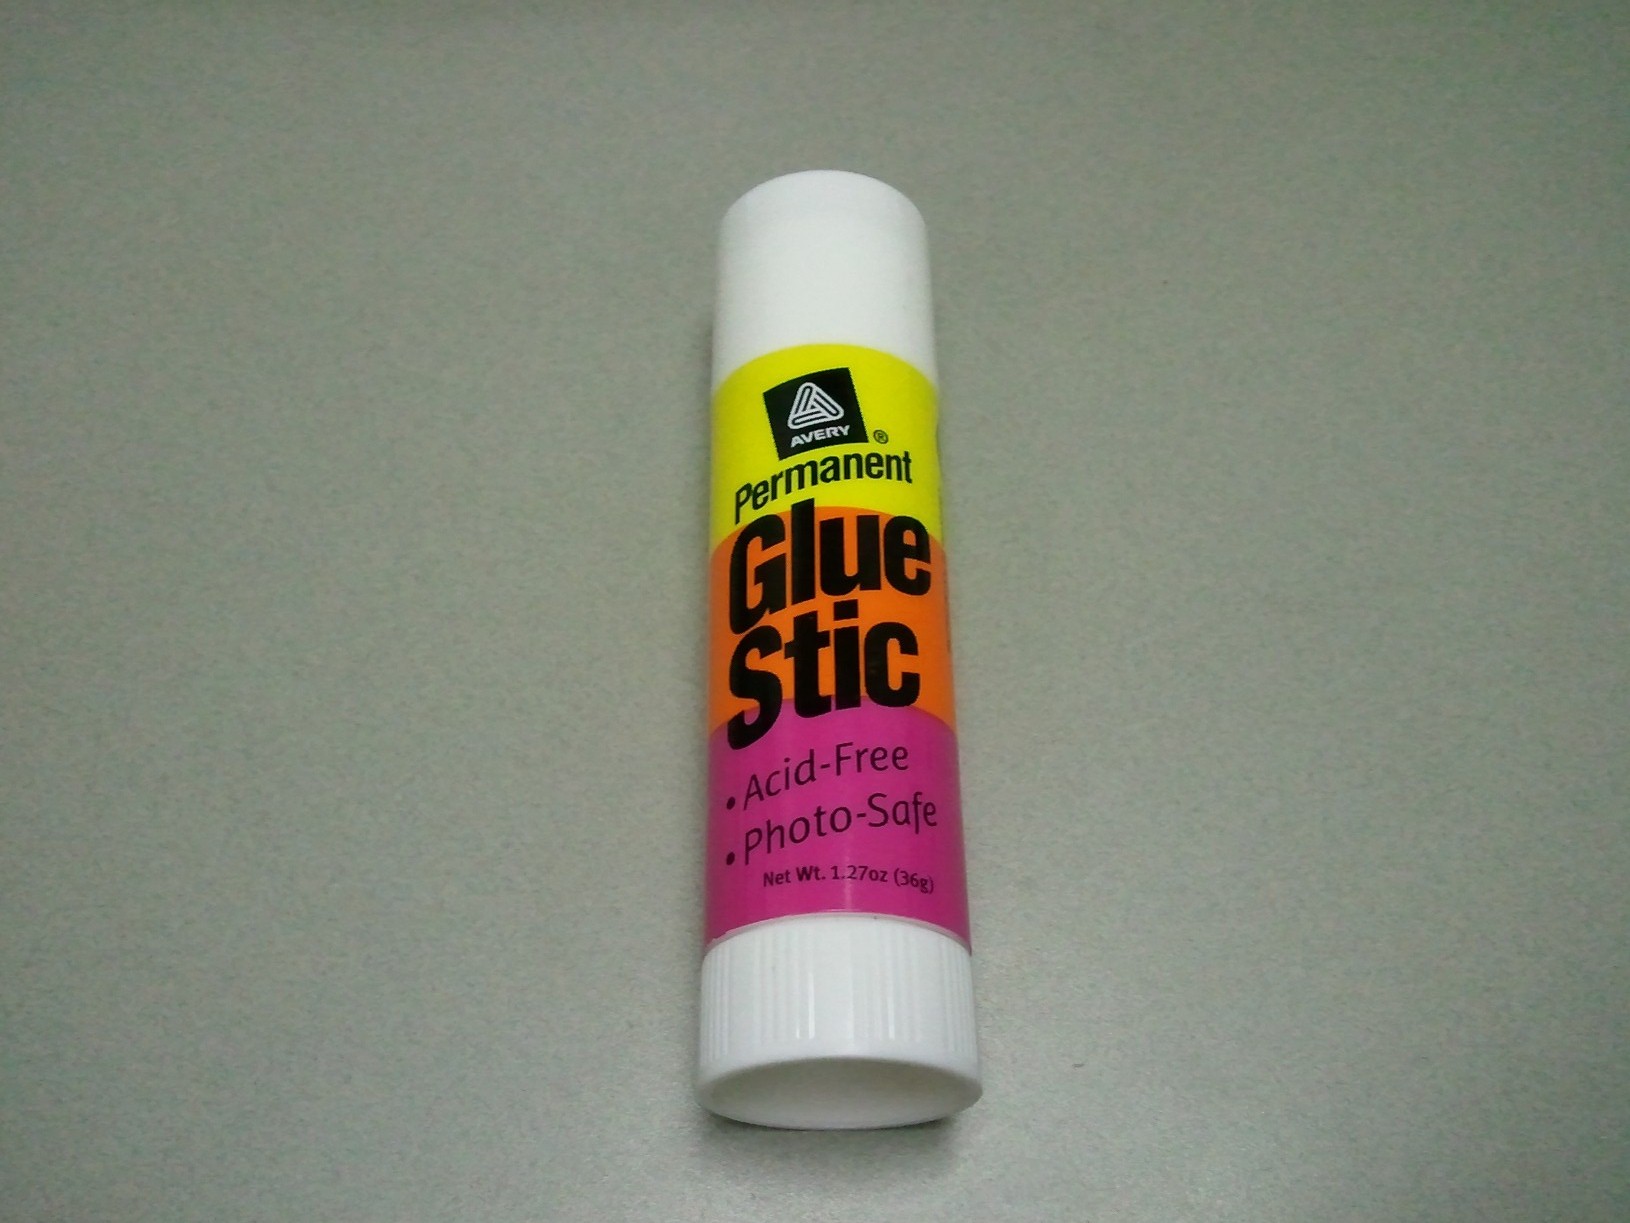 AVERY ®
Permanent
Glue
Stic
• Acid-Free
• Photo-Safe
Net Wt. 1.27oz (36g)